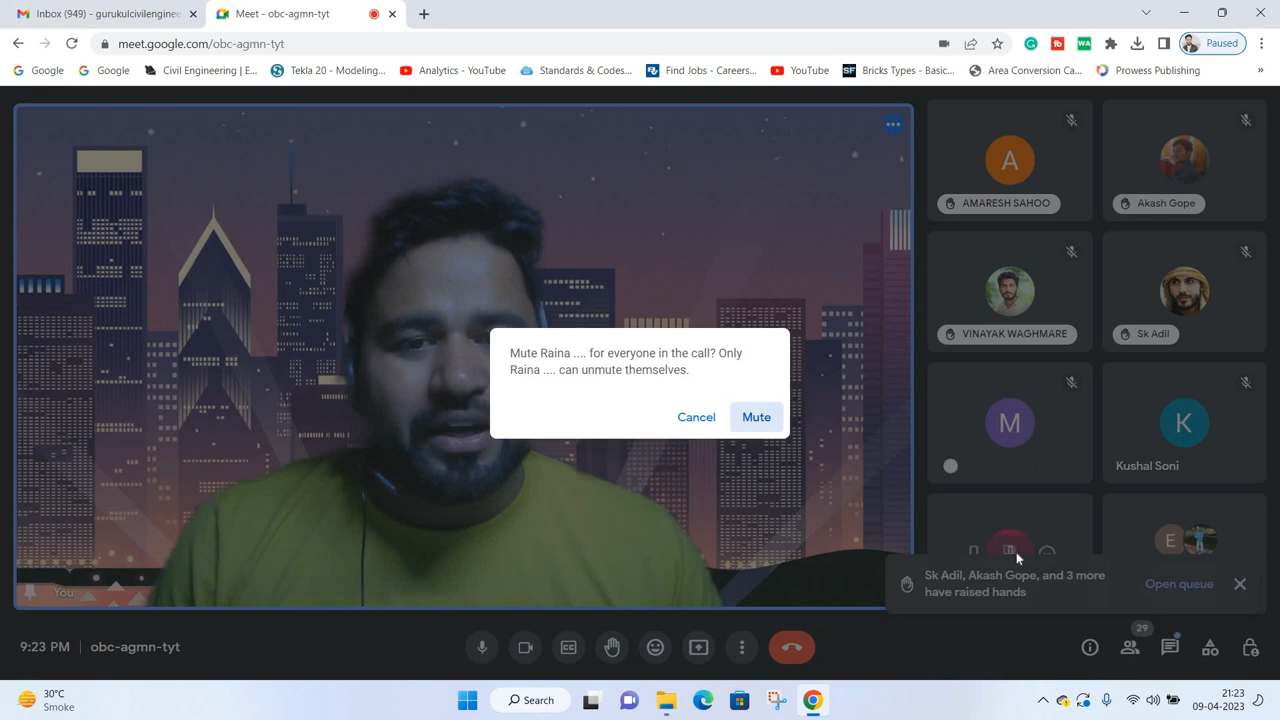 Inbox (949) - gurukulcivilenginee
Meet - obc-agmn-tyt
meet.google.com/obc-agmn-tyt
Paused
Google
Google
Civil Engineering | E...
Tekla 20 - Modeling...
Analytics - YouTube
Standards & Codes...
Find Jobs - Careers...
YouTube
Bricks Types - Basic...
Area Conversion Ca...
Prowess Publishing
»
A
AMARESH SAHOO
Akash Gope
VINAYAK WAGHMARE
Sk Adil
Mute Raina .... for everyone in the call? Only
Raina .... can unmute themselves.
Cancel
Mute
M
K
Kushal Soni
E
Sk Adil, Akash Gope, and 3 more
have raised hands
Open queue
You
9:23 PM | obc-agmn-tyt
29
30°C
Smoke
Search
21:23
09-04-2023